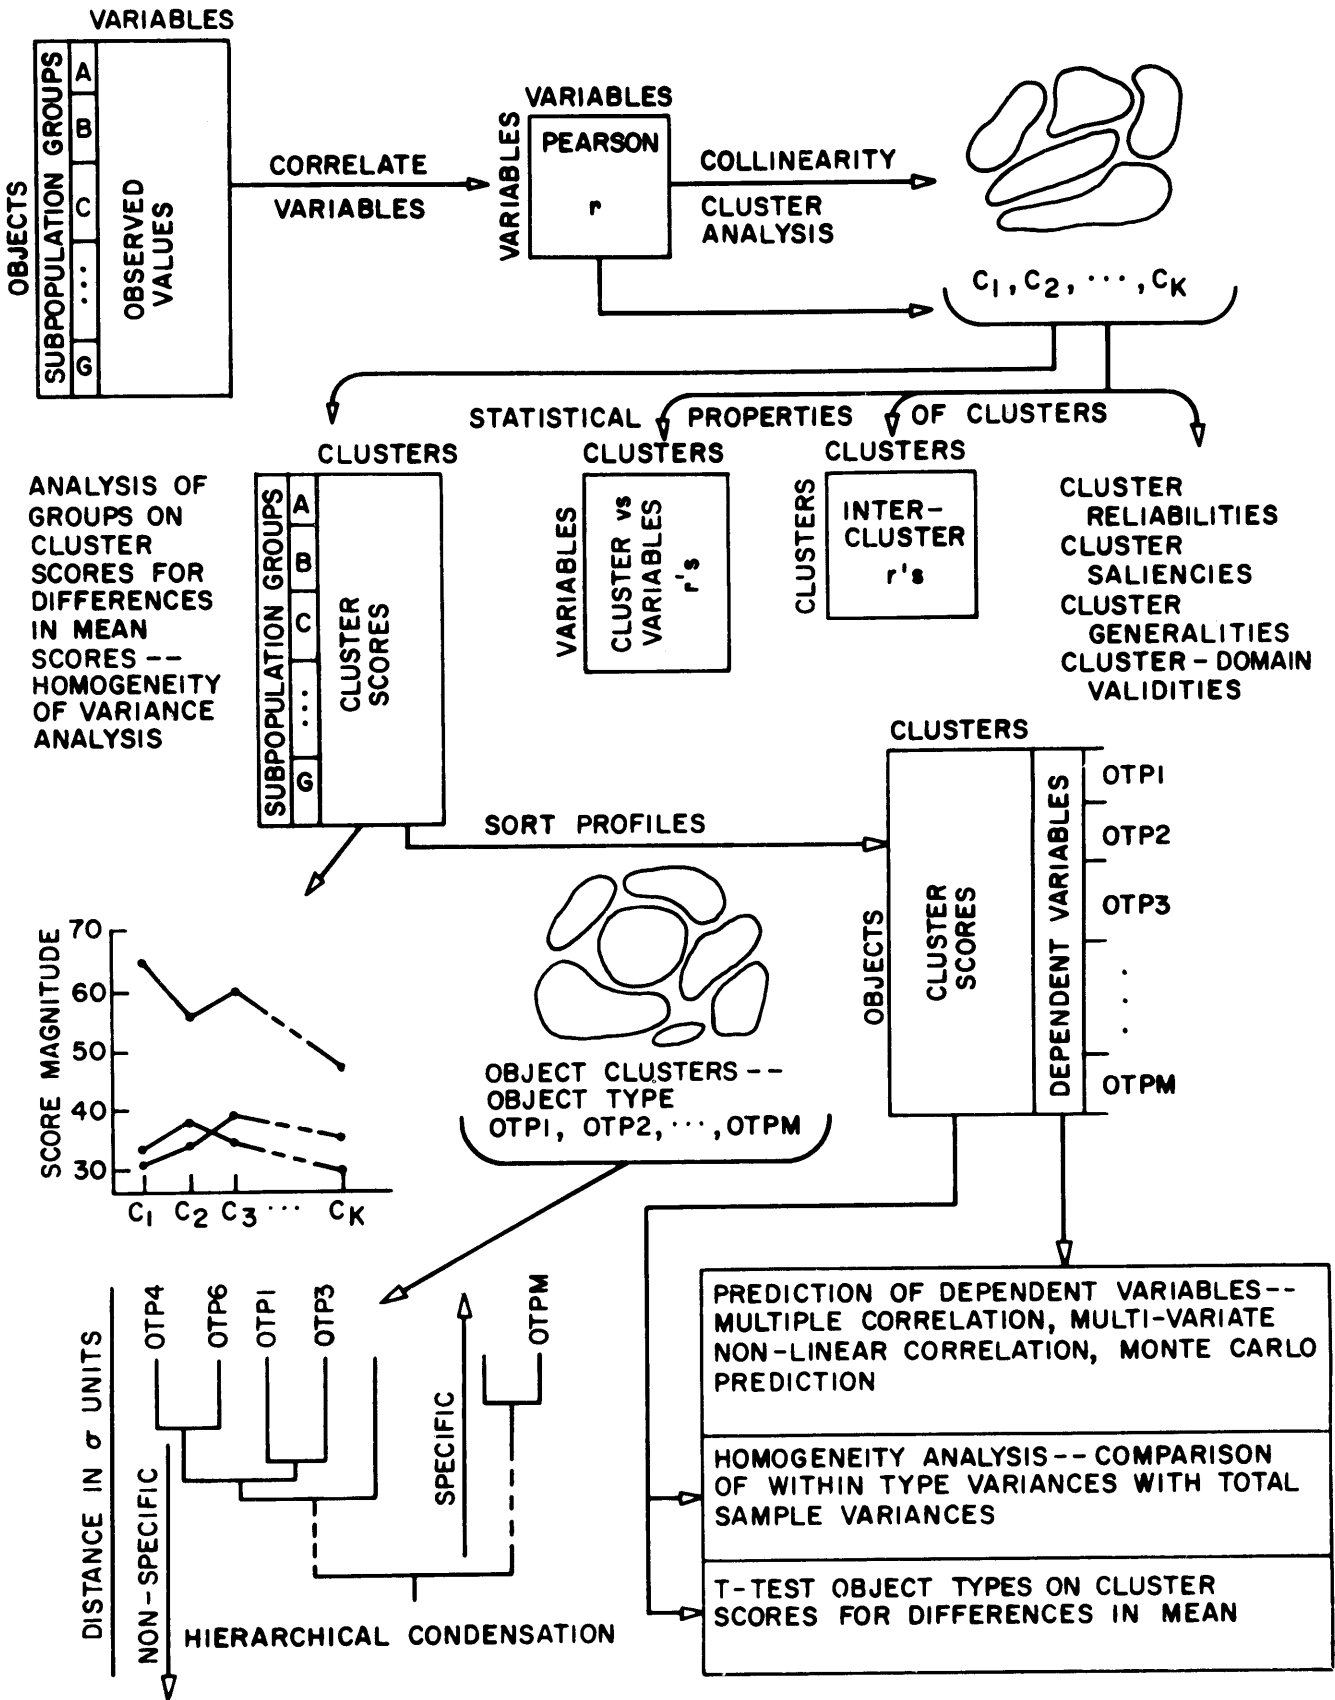 VARIABLES
OBJECTS
SUBPOPULATION GROUPS
A
B
C
...
G
OBSERVED
VALUES
CORRELATE
VARIABLES
VARIABLES
VARIABLES
PEARSON
r
COLLINEARITY
CLUSTER
ANALYSIS
C1, C2, ..., CK
STATISTICAL PROPERTIES OF CLUSTERS
ANALYSIS OF
GROUPS ON
CLUSTER
SCORES FOR
DIFFERENCES
IN MEAN
SCORES --
HOMOGENEITY
OF VARIANCE
ANALYSIS
CLUSTERS
SUBPOPULATION GROUPS
A
B
C
...
G
CLUSTER
SCORES
CLUSTERS
VARIABLES
CLUSTER vs
VARIABLES
r's
CLUSTERS
CLUSTERS
INTER-
CLUSTER
r's
CLUSTER
RELIABILITIES
CLUSTER
SALIENCIES
CLUSTER
GENERALITIES
CLUSTER-DOMAIN
VALIDITIES
SORT PROFILES
CLUSTERS
OBJECTS
CLUSTER
SCORES
DEPENDENT VARIABLES
OTP1
OTP2
OTP3
...
OTPM
SCORE MAGNITUDE
70
60
50
40
30
C1 C2 C3 ... CK
OBJECT CLUSTERS --
OBJECT TYPE
OTP1, OTP2, ..., OTPM
DISTANCE IN σ UNITS
OTP4
OTP6
OTP1
OTP3
OTPM
NON-SPECIFIC
SPECIFIC
HIERARCHICAL CONDENSATION
PREDICTION OF DEPENDENT VARIABLES--
MULTIPLE CORRELATION, MULTI-VARIATE
NON-LINEAR CORRELATION, MONTE CARLO
PREDICTION
HOMOGENEITY ANALYSIS--COMPARISON
OF WITHIN TYPE VARIANCES WITH TOTAL
SAMPLE VARIANCES
T-TEST OBJECT TYPES ON CLUSTER
SCORES FOR DIFFERENCES IN MEAN